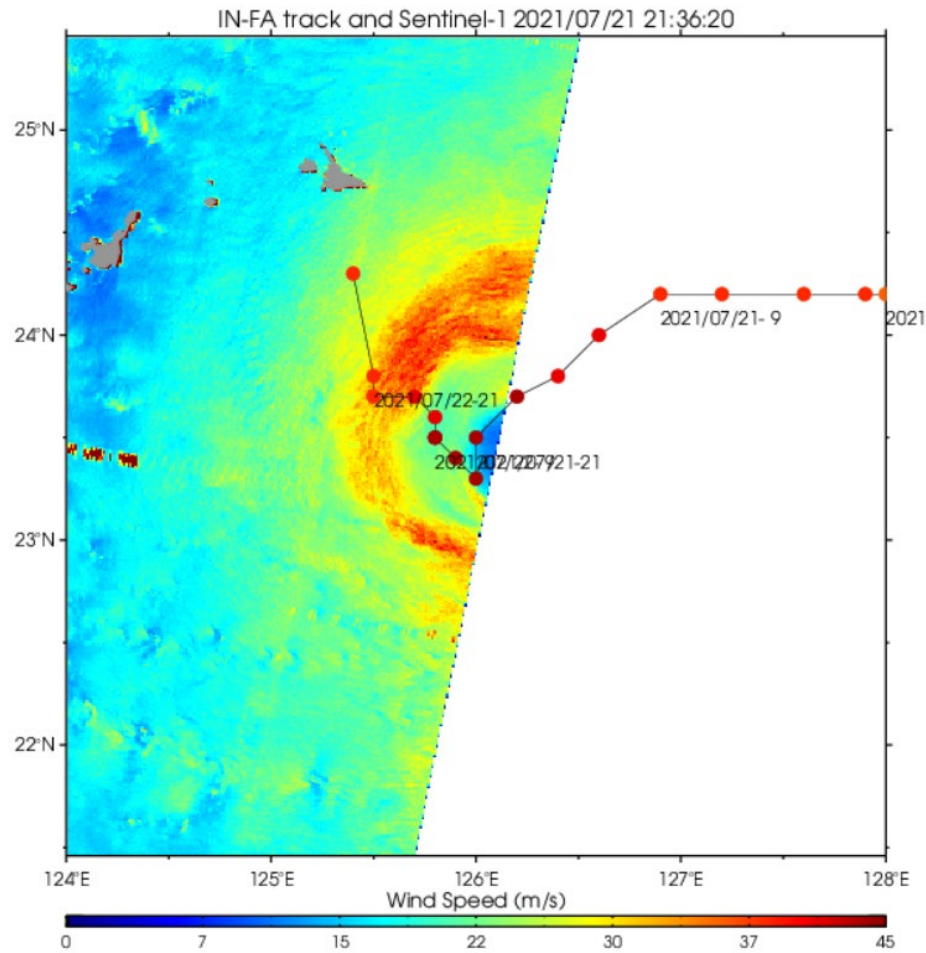 IN-FA track and Sentinel-1 2021/07/21 21:36:20
25°N
24°N
2021/07/21- 9
2021
2021/07/22-21
23°N
22°N
124°E 125°E 126°E 127°E 128°E
Wind Speed (m/s)
0 7 15 22 30 37 45